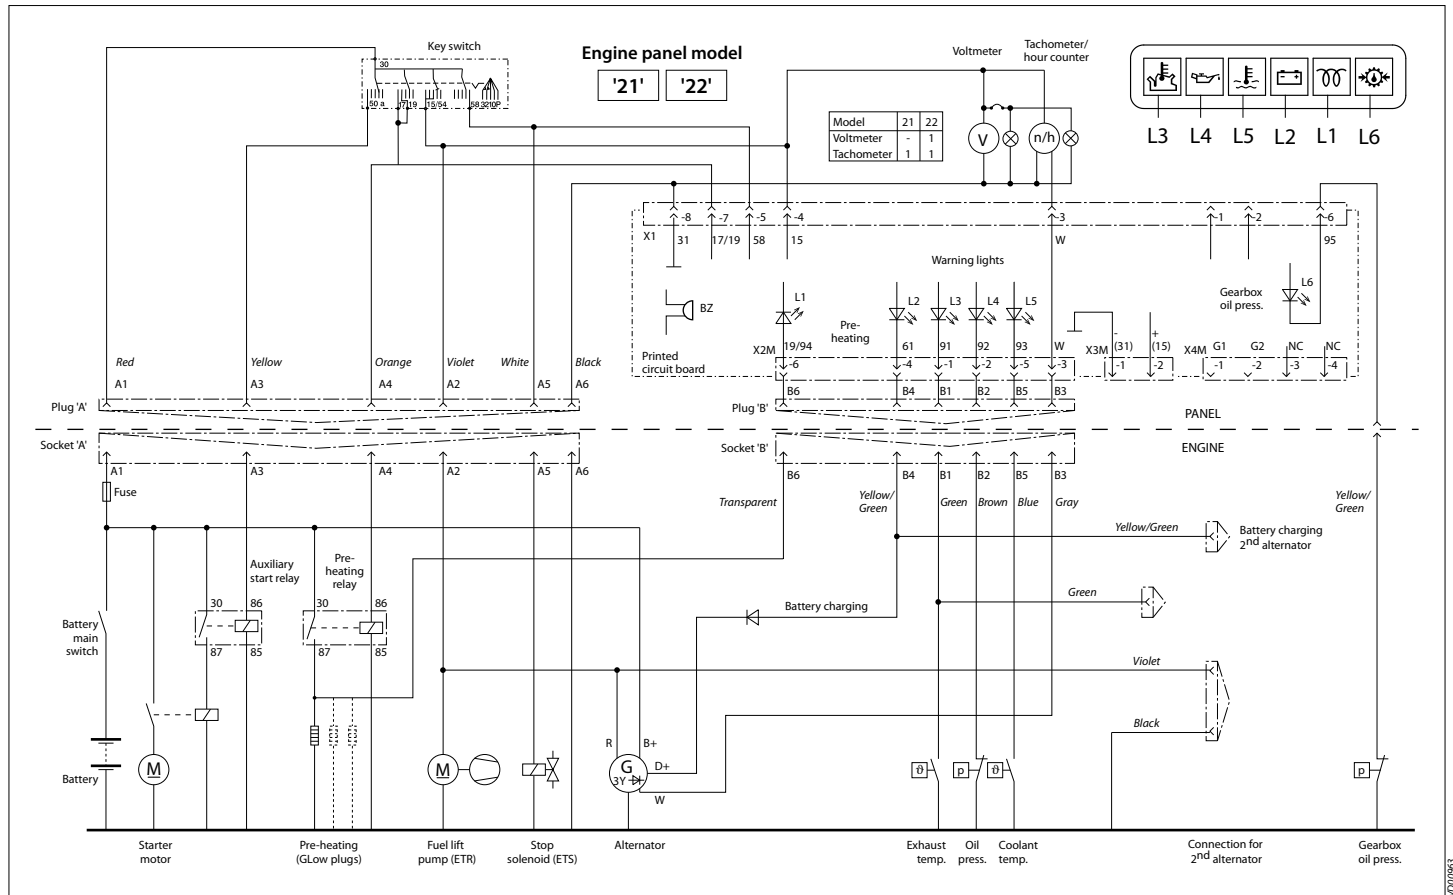 Key switch
30
50 a
17 19
15/54
58
3210P
Engine panel model
'21'
'22'
Model 21 22
Voltmeter - 1
Tachometer 1 1
Voltmeter
Tachometer/
hour counter
V
n/h
L3 L4 L5 L2 L1 L6
-8 -7 -5 -4 -3 -1 -2 -6
X1
31 17/19 58 15 W 95
Warning lights
BZ
L1
L2
L3
L4
L5
L6
Gearbox
oil press.
Pre-
heating
Printed
circuit board
X2M
19/94 61 91 92 93 W
-6 -4 -1 -2 -5 -3
X3M
-
(31)
+
(15)
-1 -2
X4M
G1 G2 NC NC
-1 -2 -3 -4
Red Yellow Orange Violet White Black
A1 A3 A4 A2 A5 A6
B6 B4 B1 B2 B5 B3
Plug 'A'
Plug 'B'
PANEL
Socket 'A'
Socket 'B'
ENGINE
A1 A3 A4 A2 A5 A6
B6 B4 B1 B2 B5 B3
Fuse
Transparent
Yellow/
Green
Green Brown Blue Gray
Yellow/
Green
Yellow/Green
Battery charging
2nd alternator
Auxiliary
start relay
Pre-
heating
relay
30 86
30 86
87 85
87 85
Battery
main
switch
Battery charging
Green
Violet
Black
R B+
D+
G
3Y
W
M
M
Battery
ϑ
p
ϑ
p
Starter
motor
Pre-heating
(GLow plugs)
Fuel lift
pump (ETR)
Stop
solenoid (ETS)
Alternator
Exhaust
temp.
Oil
press.
Coolant
temp.
Connection for
2nd alternator
Gearbox
oil press.